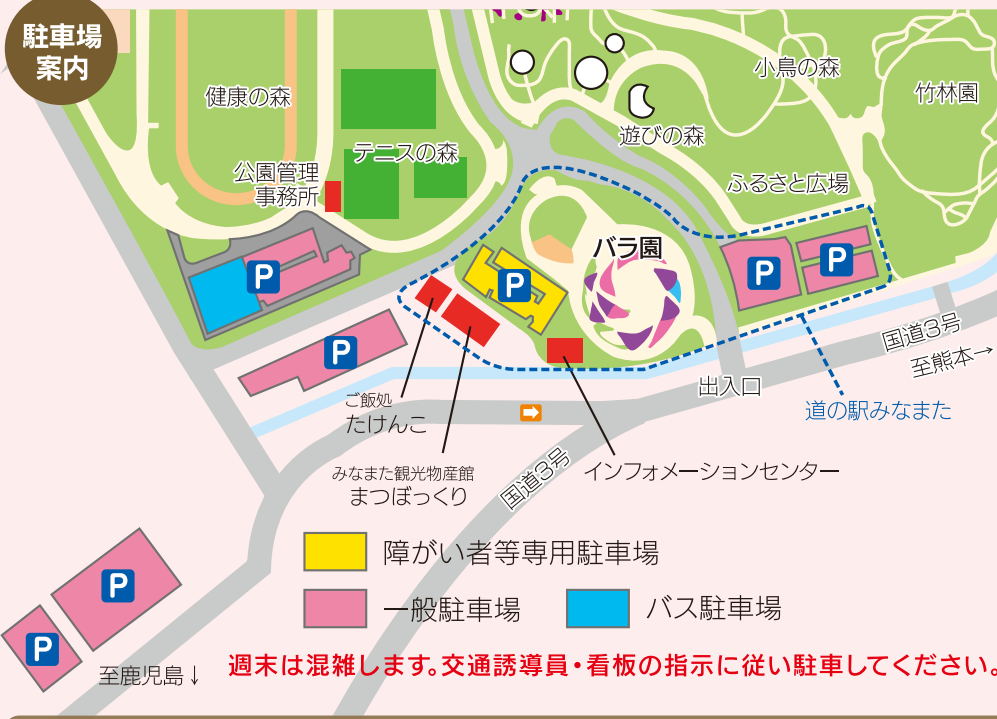 駐車場
案内
健康の森
小鳥の森
竹林園
遊びの森
テニスの森
公園管理
事務所
ふるさと広場
バラ園
P
P
P
P
P
国道3号
至熊本→
出入口
道の駅みなまた
ご飯処
たけんこ
みなまた観光物産館
まつぼっくり
国道3号
インフォメーションセンター
障がい者等専用駐車場
一般駐車場
バス駐車場
P
P
至鹿児島↓
週末は混雑します。交通誘導員・看板の指示に従い駐車してください。